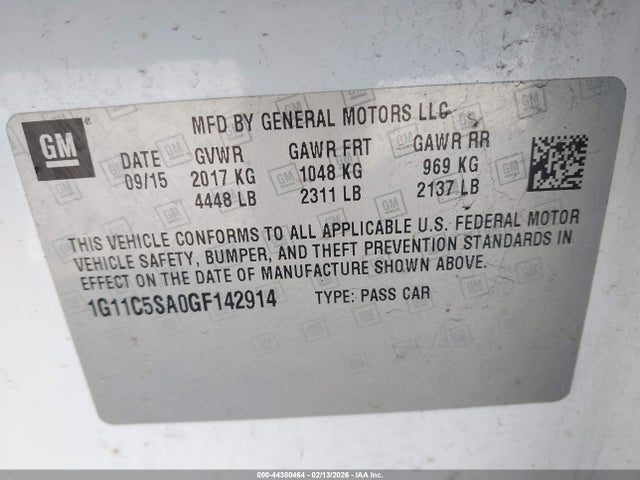 GM
MFD BY GENERAL MOTORS LLC
DATE GVWR GAWR FRT GAWR RR
09/15 2017 KG 1048 KG 969 KG
4448 LB 2311 LB 2137 LB
THIS VEHICLE CONFORMS TO ALL APPLICABLE U.S. FEDERAL MOTOR
VEHICLE SAFETY, BUMPER, AND THEFT PREVENTION STANDARDS IN
EFFECT ON THE DATE OF MANUFACTURE SHOWN ABOVE.
1G11C5SA0GF142914 TYPE: PASS CAR
000-44380464 - 02/13/2026 - IAA Inc.